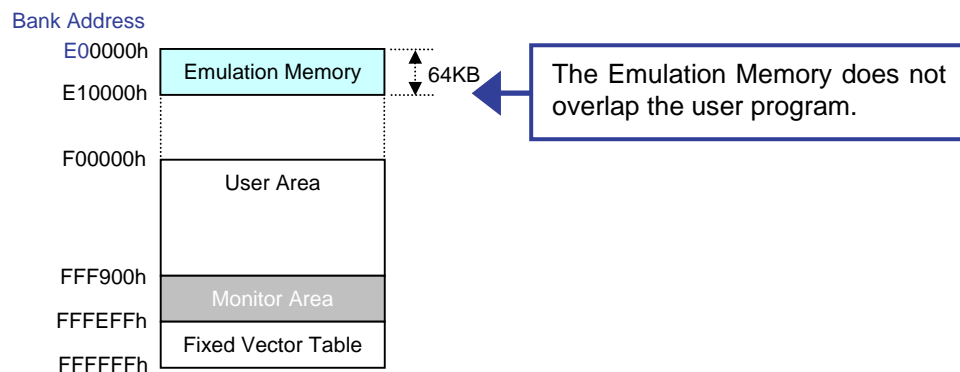 Bank Address
E00000h
Emulation Memory
64KB
E10000h
The Emulation Memory does not
overlap the user program.
F00000h
User Area
FFF900h
Monitor Area
FFFEFFh
Fixed Vector Table
FFFFFFh